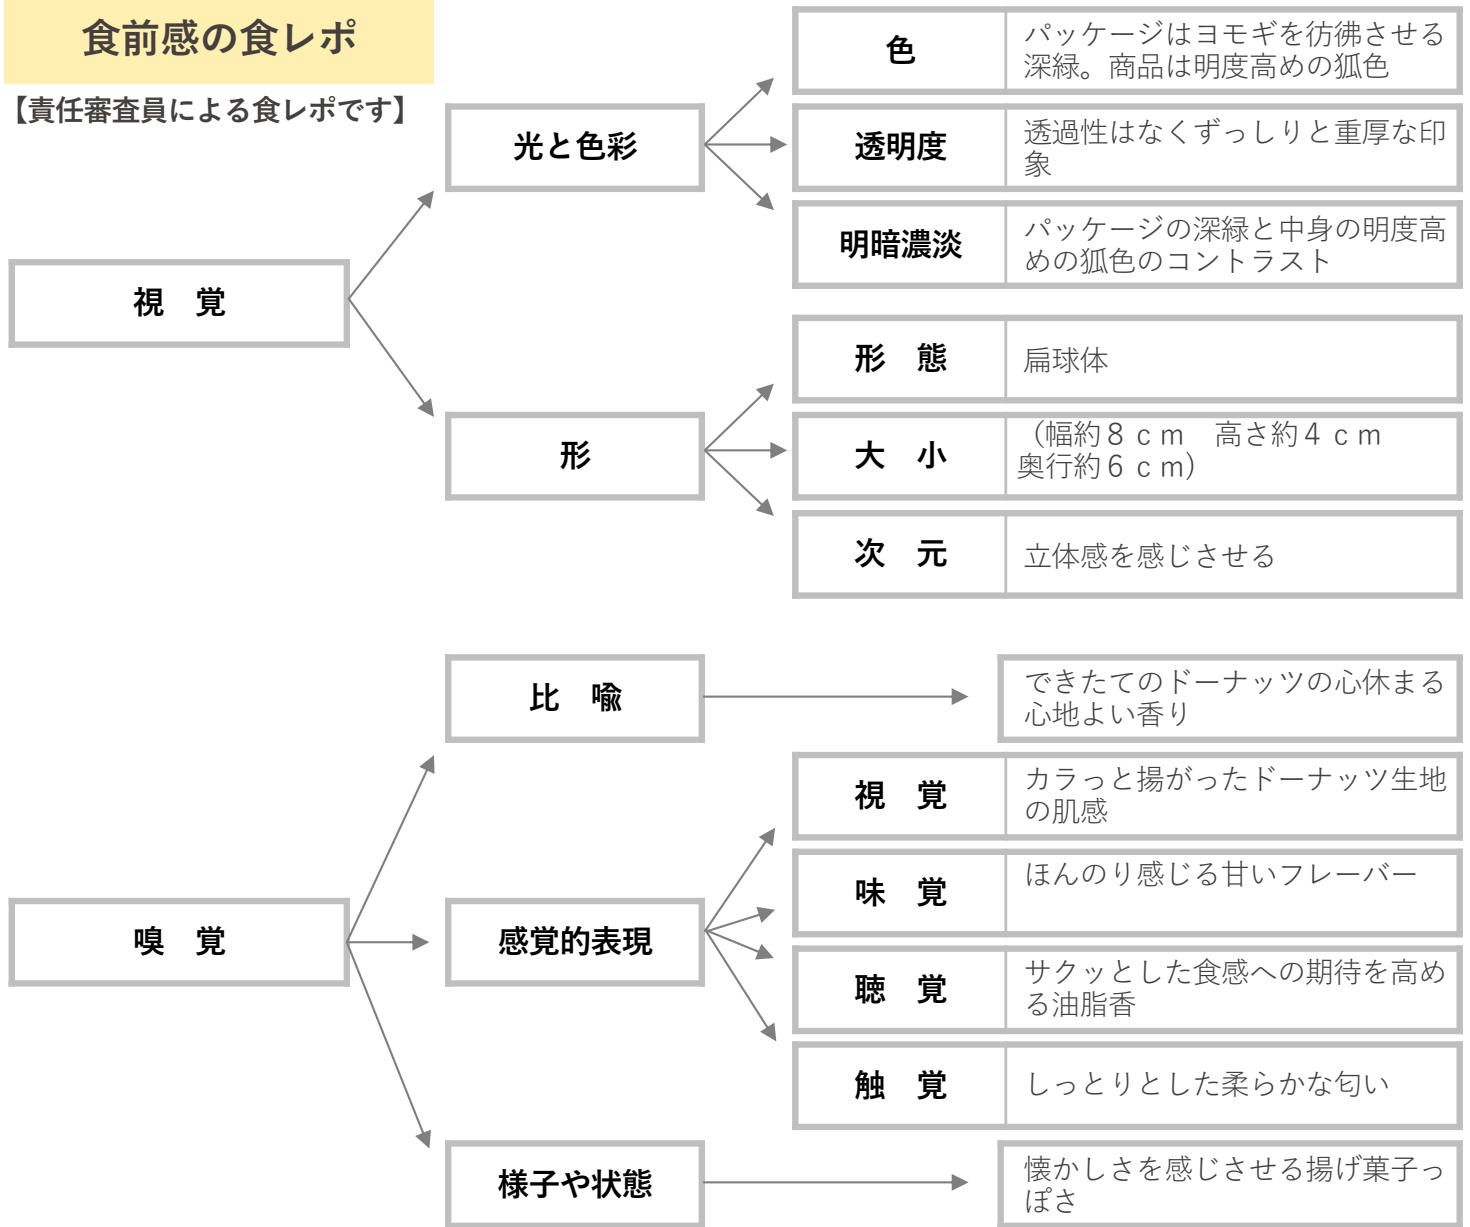 食前感の食レポ
【責任審査員による食レポです】
視　覚
光と色彩
色
パッケージはヨモギを彷彿させる
深緑。商品は明度高めの狐色
透明度
透過性はなくずっしりと重厚な印
象
明暗濃淡
パッケージの深緑と中身の明度高
めの狐色のコントラスト
形
形　態
扁球体
大　小
（幅約８ｃｍ　高さ約４ｃｍ
奥行約６ｃｍ）
次　元
立体感を感じさせる
嗅　覚
比　喩
できたてのドーナッツの心休まる
心地よい香り
感覚的表現
視　覚
カラっと揚がったドーナッツ生地
の肌感
味　覚
ほんのり感じる甘いフレーバー
聴　覚
サクッとした食感への期待を高め
る油脂香
触　覚
しっとりとした柔らかな匂い
様子や状態
懐かしさを感じさせる揚げ菓子っ
ぽさ